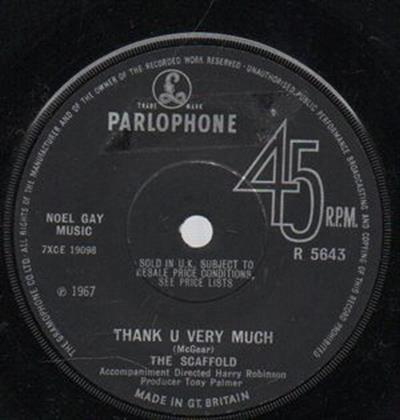 ALL RIGHTS OF THE MANUFACTURER AND OF THE OWNER OF THE RECORDED WORK RESERVED · UNAUTHORISED PUBLIC PERFORMANCE BROADCASTING AND COPYING OF THIS RECORD PROHIBITED
THE GRAMOPHONE CO. LTD.
£
TRADE MARK
PARLOPHONE
45
R.P.M.
NOEL GAY
MUSIC
7XCE 19098
R 5643
SOLD IN U.K. SUBJECT TO
RESALE PRICE CONDITIONS,
SEE PRICE LISTS
℗ 1967
THANK U VERY MUCH
(McGear)
THE SCAFFOLD
Accompaniment Directed Harry Robinson
Producer Tony Palmer
MADE IN GT. BRITAIN